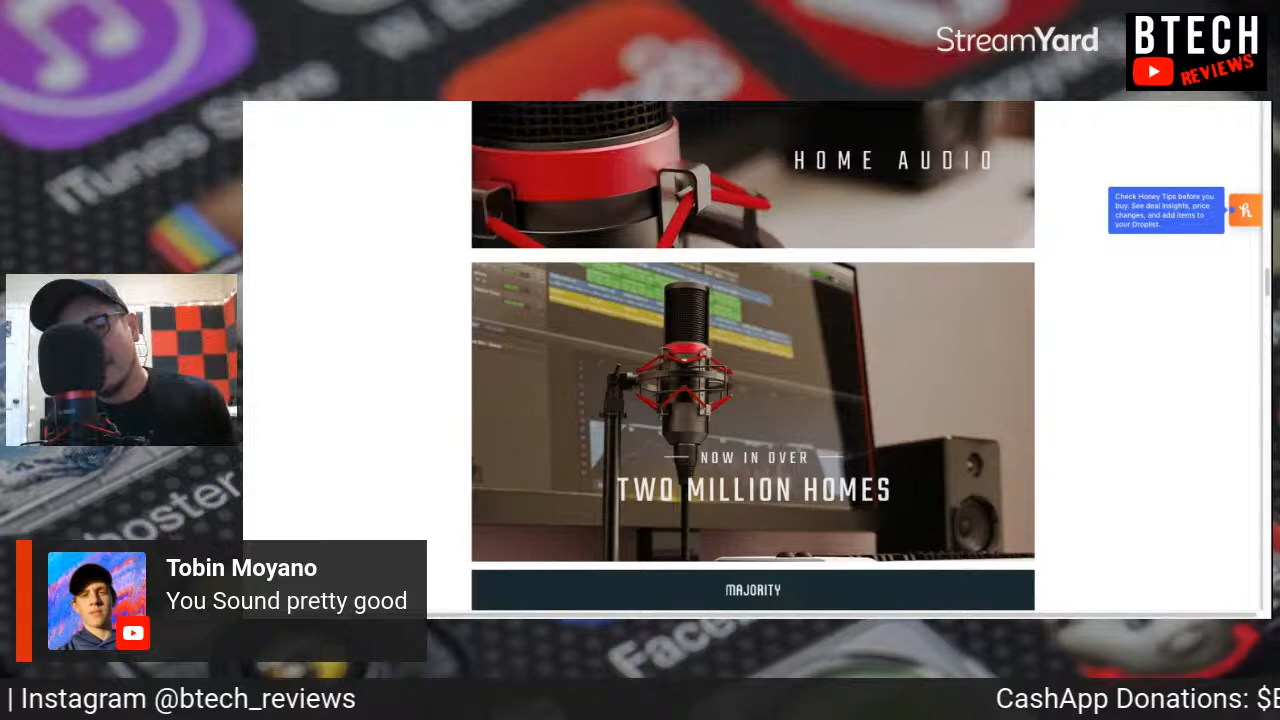 iTunes Store
StreamYard
BTECH
REVIEWS
HOME AUDIO
Check Honey Tips before you
buy. See deal insights, price
changes, and add items to
your Droplist.
NOW IN OVER
TWO MILLION HOMES
MAJORITY
Tobin Moyano
You Sound pretty good
| Instagram @btech_reviews
CashApp Donations: